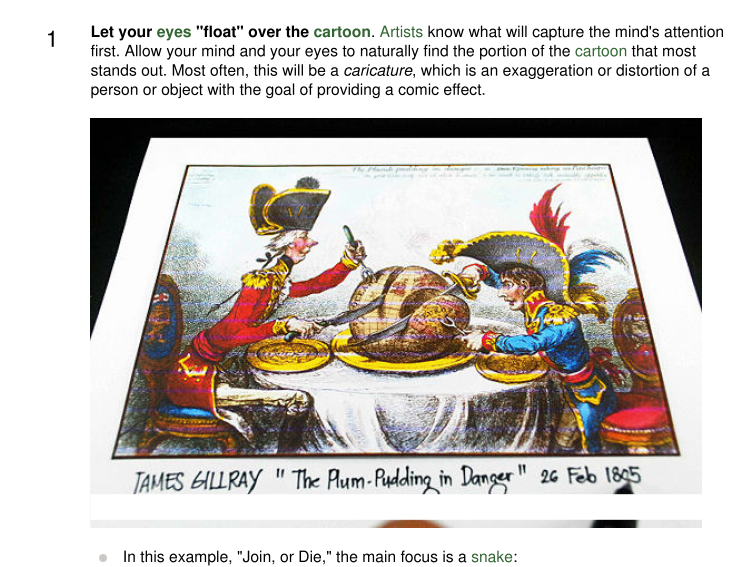 1
Let your eyes "float" over the cartoon. Artists know what will capture the mind's attention
first. Allow your mind and your eyes to naturally find the portion of the cartoon that most
stands out. Most often, this will be a caricature, which is an exaggeration or distortion of a
person or object with the goal of providing a comic effect.
JAMES GILLRAY " The Plum-Pudding in Danger " 26 Feb 1805
In this example, "Join, or Die," the main focus is a snake: